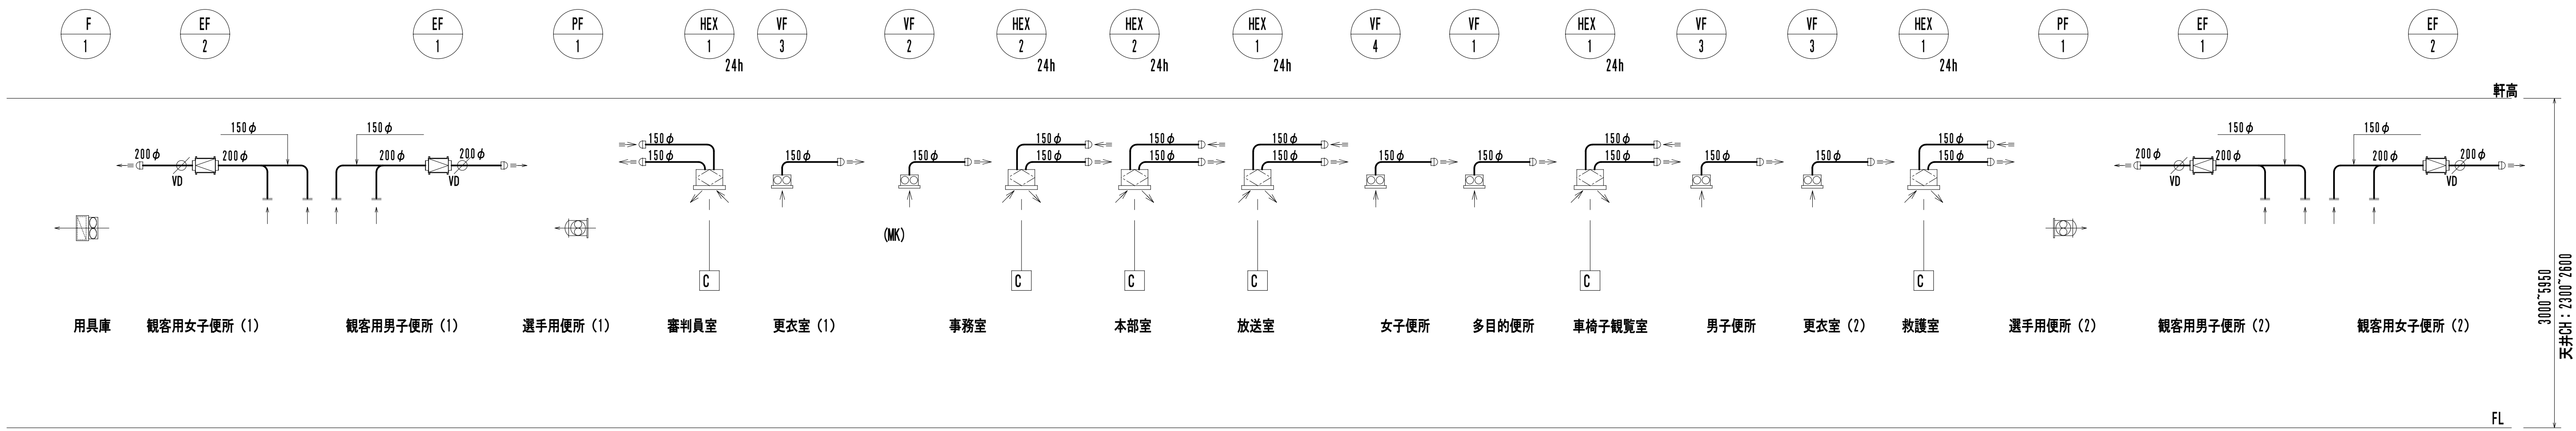 F EF EF PF HEX VF VF HEX HEX HEX VF VF HEX VF VF HEX PF EF EF
1 2 1 1 1 3 2 2 2 1 4 1 1 3 3 1 1 1 2
24h 24h 24h 24h 24h 24h
軒高
150φ 150φ 150φ 150φ
150φ 150φ 150φ 150φ 150φ 150φ
200φ 200φ 200φ 200φ 150φ 150φ 150φ 150φ 150φ 150φ 150φ 150φ 150φ 150φ 150φ 150φ 150φ 200φ 200φ 200φ 200φ
VD VD VD VD
(MK)
C C C C C C
用具庫 観客用女子便所（1） 観客用男子便所（1） 選手用便所（1） 審判員室 更衣室（1） 事務室 本部室 放送室 女子便所 多目的便所 車椅子観覧室 男子便所 更衣室（2） 救護室 選手用便所（2） 観客用男子便所（2） 観客用女子便所（2）
3000~5950
天井CH：2300~2600
FL